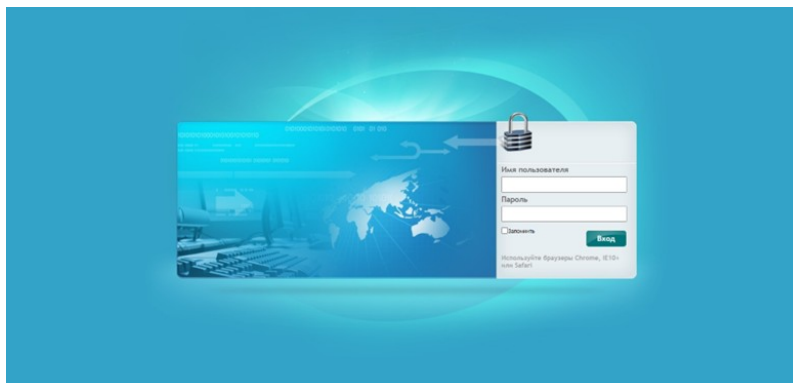 Имя пользователя
Пароль
Запомнить
Вход
Используйте браузеры Chrome, IE10+
или Safari